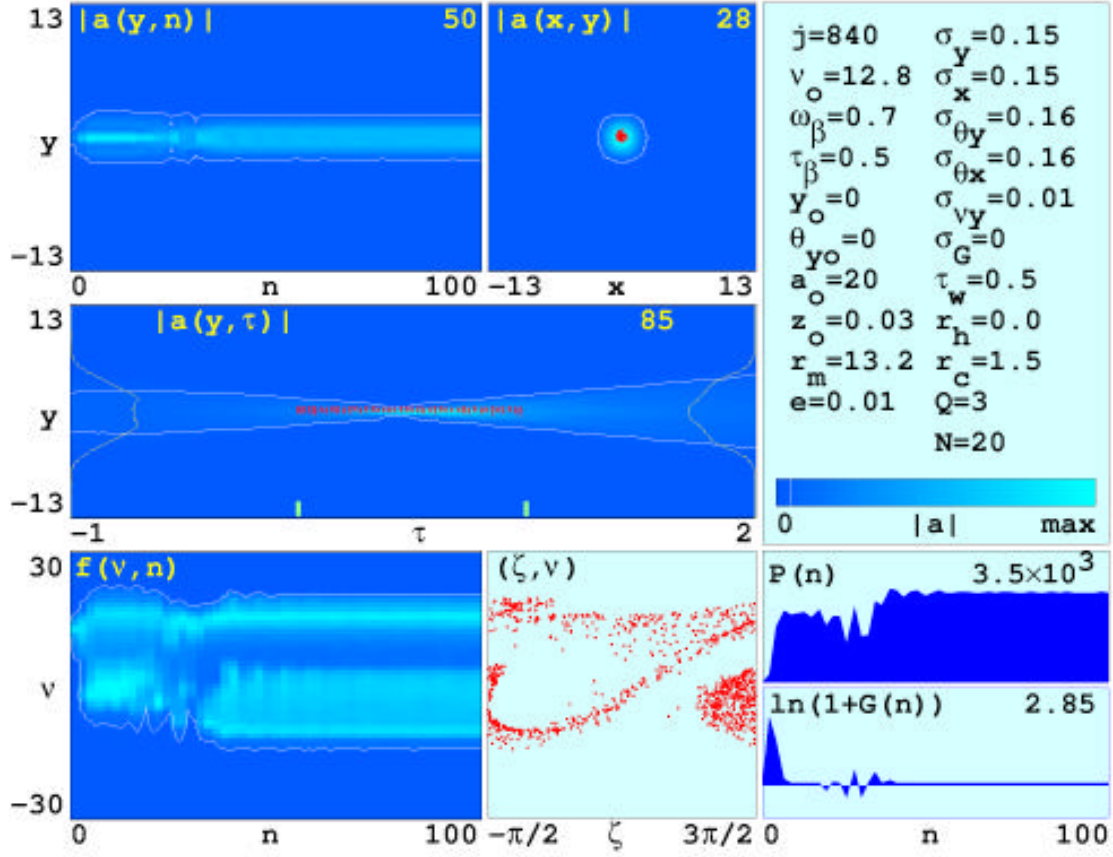 13 |a(y,n)| 50
y
-13
0 n 100
|a(x,y)| 28
-13 x 13
j=840 σy=0.15
νo=12.8 σx=0.15
ωβ=0.7 σθy=0.16
τβ=0.5 σθx=0.16
yo=0 σνy=0.01
θyo=0 σG=0
ao=20 τw=0.5
zo=0.03 rh=0.0
rm=13.2 rc=1.5
e=0.01 Q=3
N=20
0 |a| max
13 |a(y,τ)| 85
y
-13
-1 τ 2
30 f(ν,n)
ν
-30
0 n 100
(ζ,ν)
-π/2 ζ 3π/2
P(n) 3.5×10³
ln(1+G(n)) 2.85
0 n 100